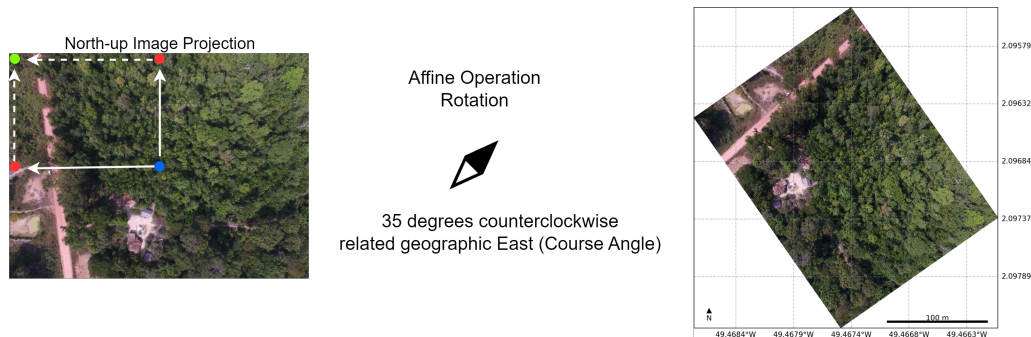 North-up Image Projection
Affine Operation
Rotation
35 degrees counterclockwise
related geographic East (Course Angle)
2.09579
2.09632
2.09684
2.09737
2.09789
N
100 m
49.4684°W
49.4679°W
49.4674°W
49.4668°W
49.4663°W